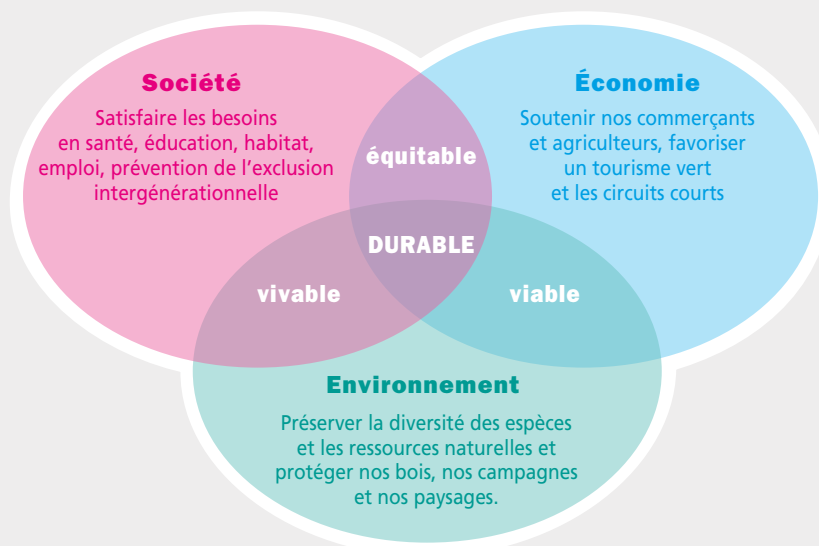 Société
Satisfaire les besoins
en santé, éducation, habitat,
emploi, prévention de l'exclusion
intergénérationnelle
Économie
Soutenir nos commerçants
et agriculteurs, favoriser
un tourisme vert
et les circuits courts
équitable
DURABLE
vivable
viable
Environnement
Préserver la diversité des espèces
et les ressources naturelles et
protéger nos bois, nos campagnes
et nos paysages.